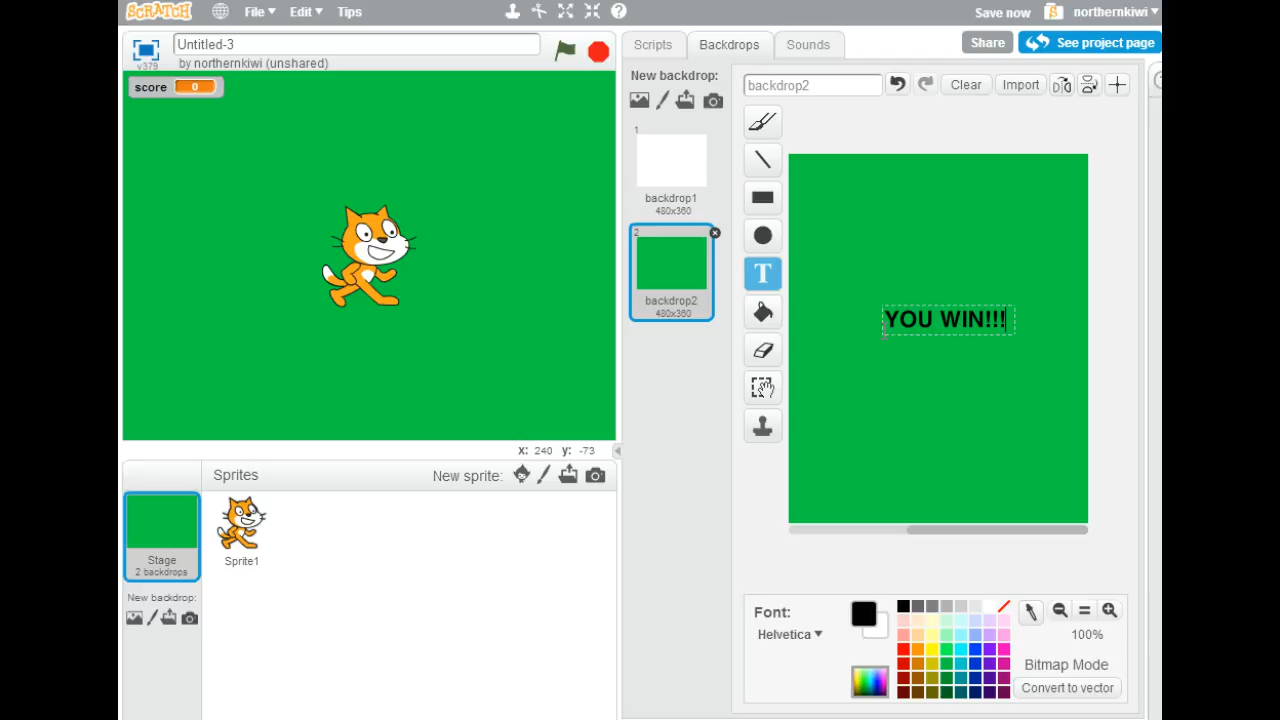 SCRATCH
File
Edit
Tips
Save now
northernkiwi
v379
Untitled-3
by northernkiwi (unshared)
Scripts
Backdrops
Sounds
Share
See project page
score 0
New backdrop:
backdrop2
Clear
Import
1
backdrop1
480x360
2
backdrop2
480x360
T
YOU WIN!!!
x: 240 y: -73
Sprites
New sprite:
Stage
2 backdrops
New backdrop:
Sprite1
Font:
Helvetica
100%
Bitmap Mode
Convert to vector